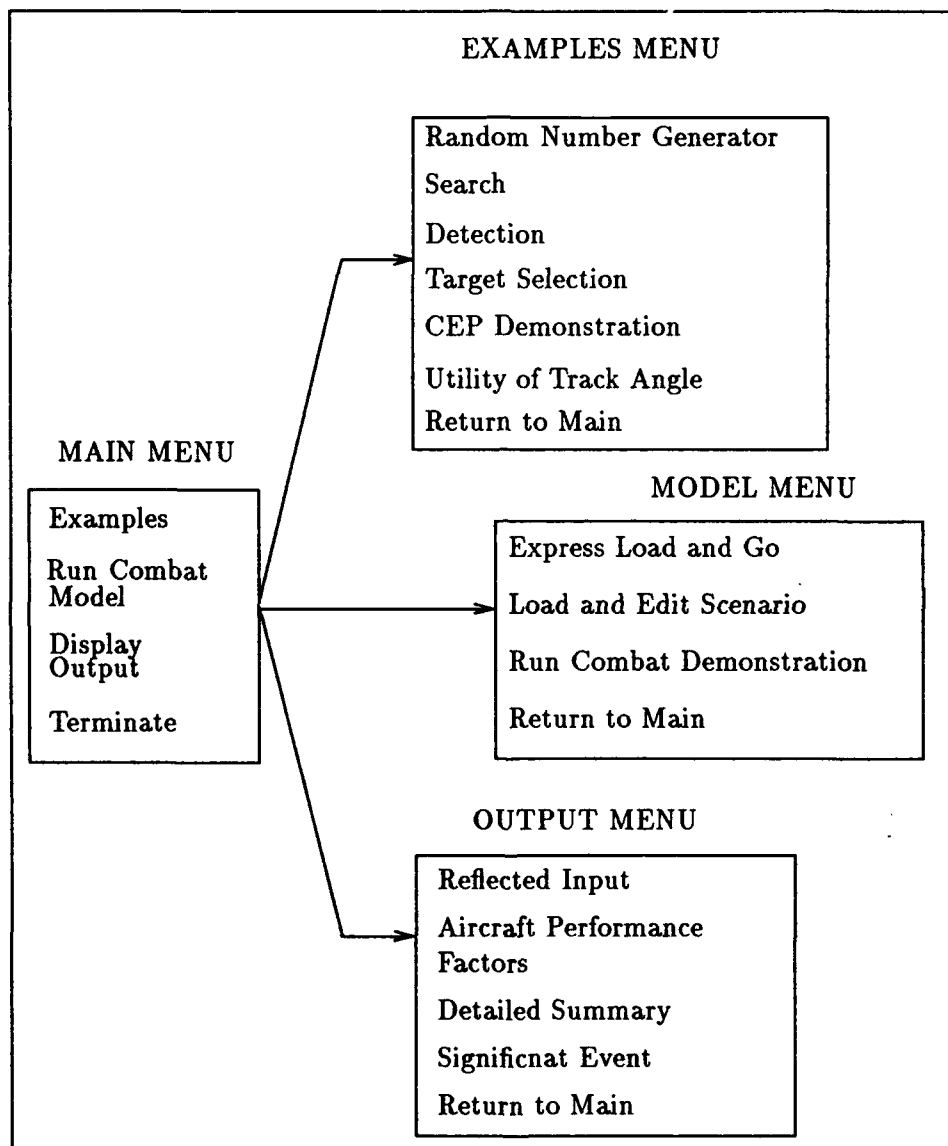 EXAMPLES MENU
Random Number Generator
Search
Detection
Target Selection
CEP Demonstration
Utility of Track Angle
Return to Main
MAIN MENU
Examples
Run Combat
Model
Display
Output
Terminate
MODEL MENU
Express Load and Go
Load and Edit Scenario
Run Combat Demonstration
Return to Main
OUTPUT MENU
Reflected Input
Aircraft Performance
Factors
Detailed Summary
Significnat Event
Return to Main